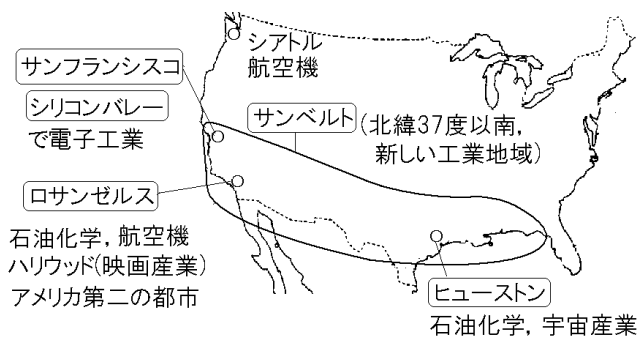 シアトル
航空機
サンフランシスコ
シリコンバレー
で電子工業
サンベルト
(北緯37度以南,
新しい工業地域)
ロサンゼルス
石油化学, 航空機
ハリウッド(映画産業)
アメリカ第二の都市
ヒューストン
石油化学, 宇宙産業